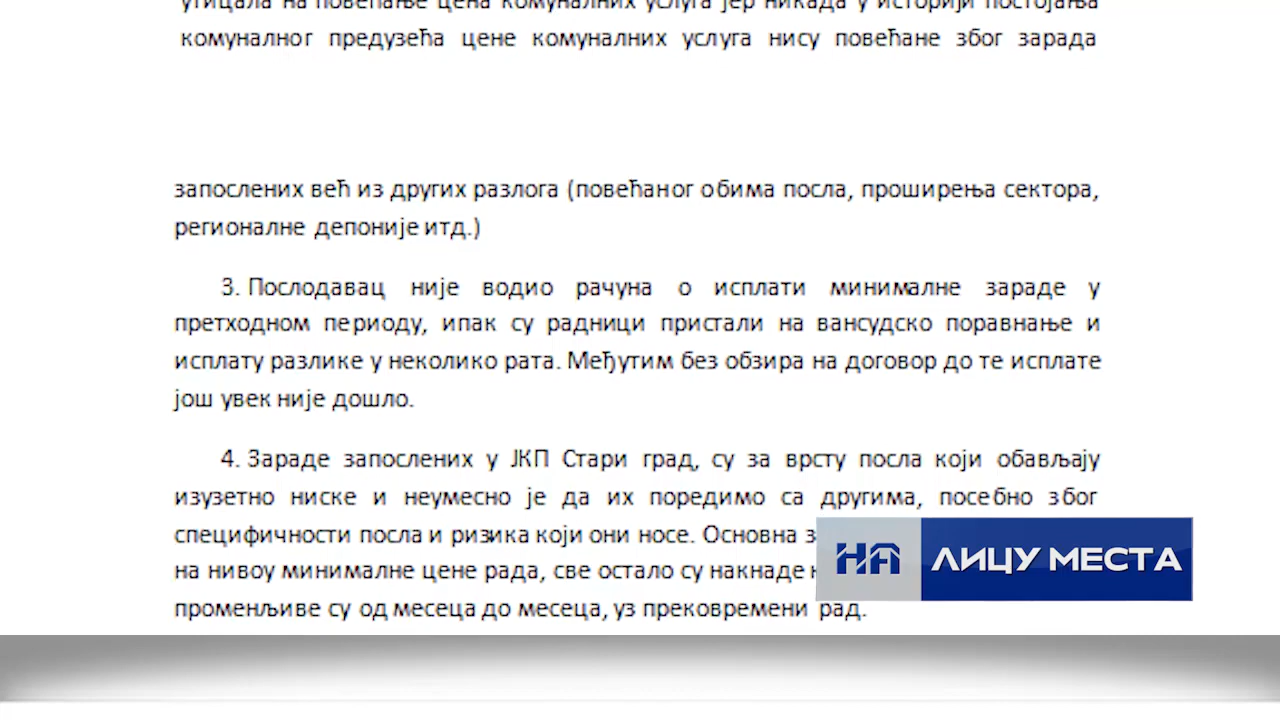 утицала на повећање цена комуналних услуга јер никада у историји постојања
комуналног предузећа цене комуналних услуга нису повећане због зарада
запослених већ из других разлога (повећаног обима посла, проширења сектора,
регионалне депоније итд.)
3. Послодавац није водио рачуна о исплати минималне зараде у
претходном периоду, ипак су радници пристали на вансудско поравнање и
исплату разлике у неколико рата. Међутим без обзира на договор до те исплате
још увек није дошло.
4. Зараде запослених у ЈКП Стари град, су за врсту посла који обављају
изузетно ниске и неумесно је да их поредимо са другима, посебно због
специфичности посла и ризика који они носе. Основна
на нивоу минималне цене рада, све остало су накнаде
променљиве су од месеца до месеца, уз прековремени рад.
НА ЛИЦУ МЕСТА